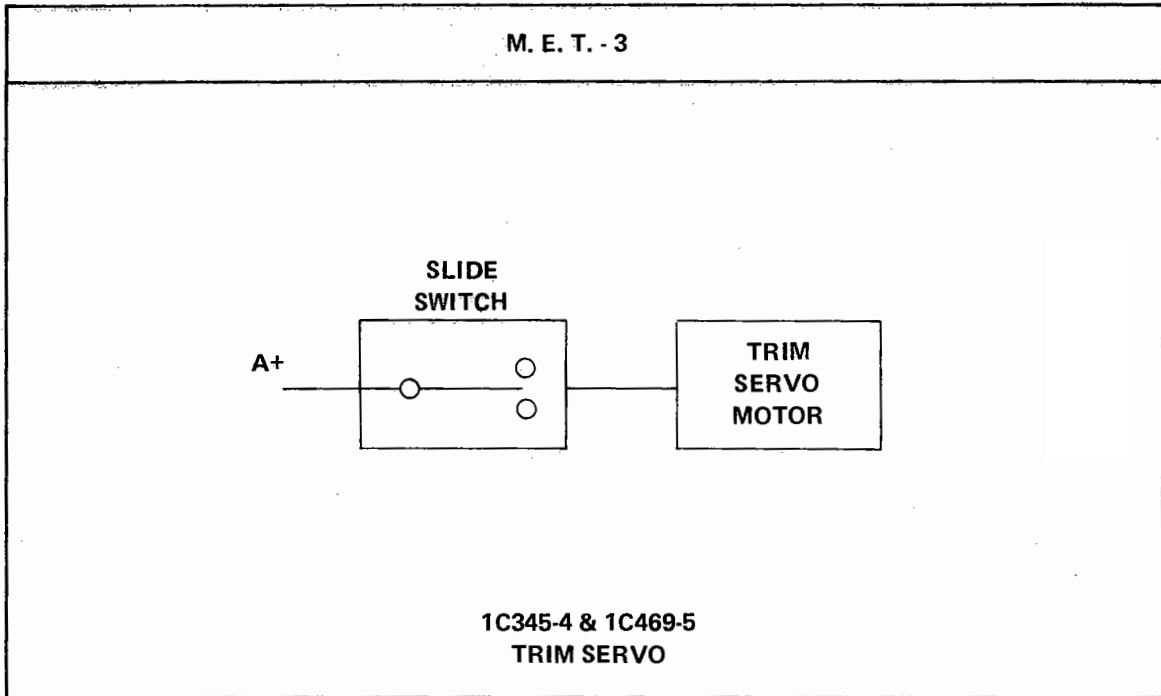 M. E. T. - 3
SLIDE
SWITCH
A+
TRIM
SERVO
MOTOR
1C345-4 & 1C469-5
TRIM SERVO